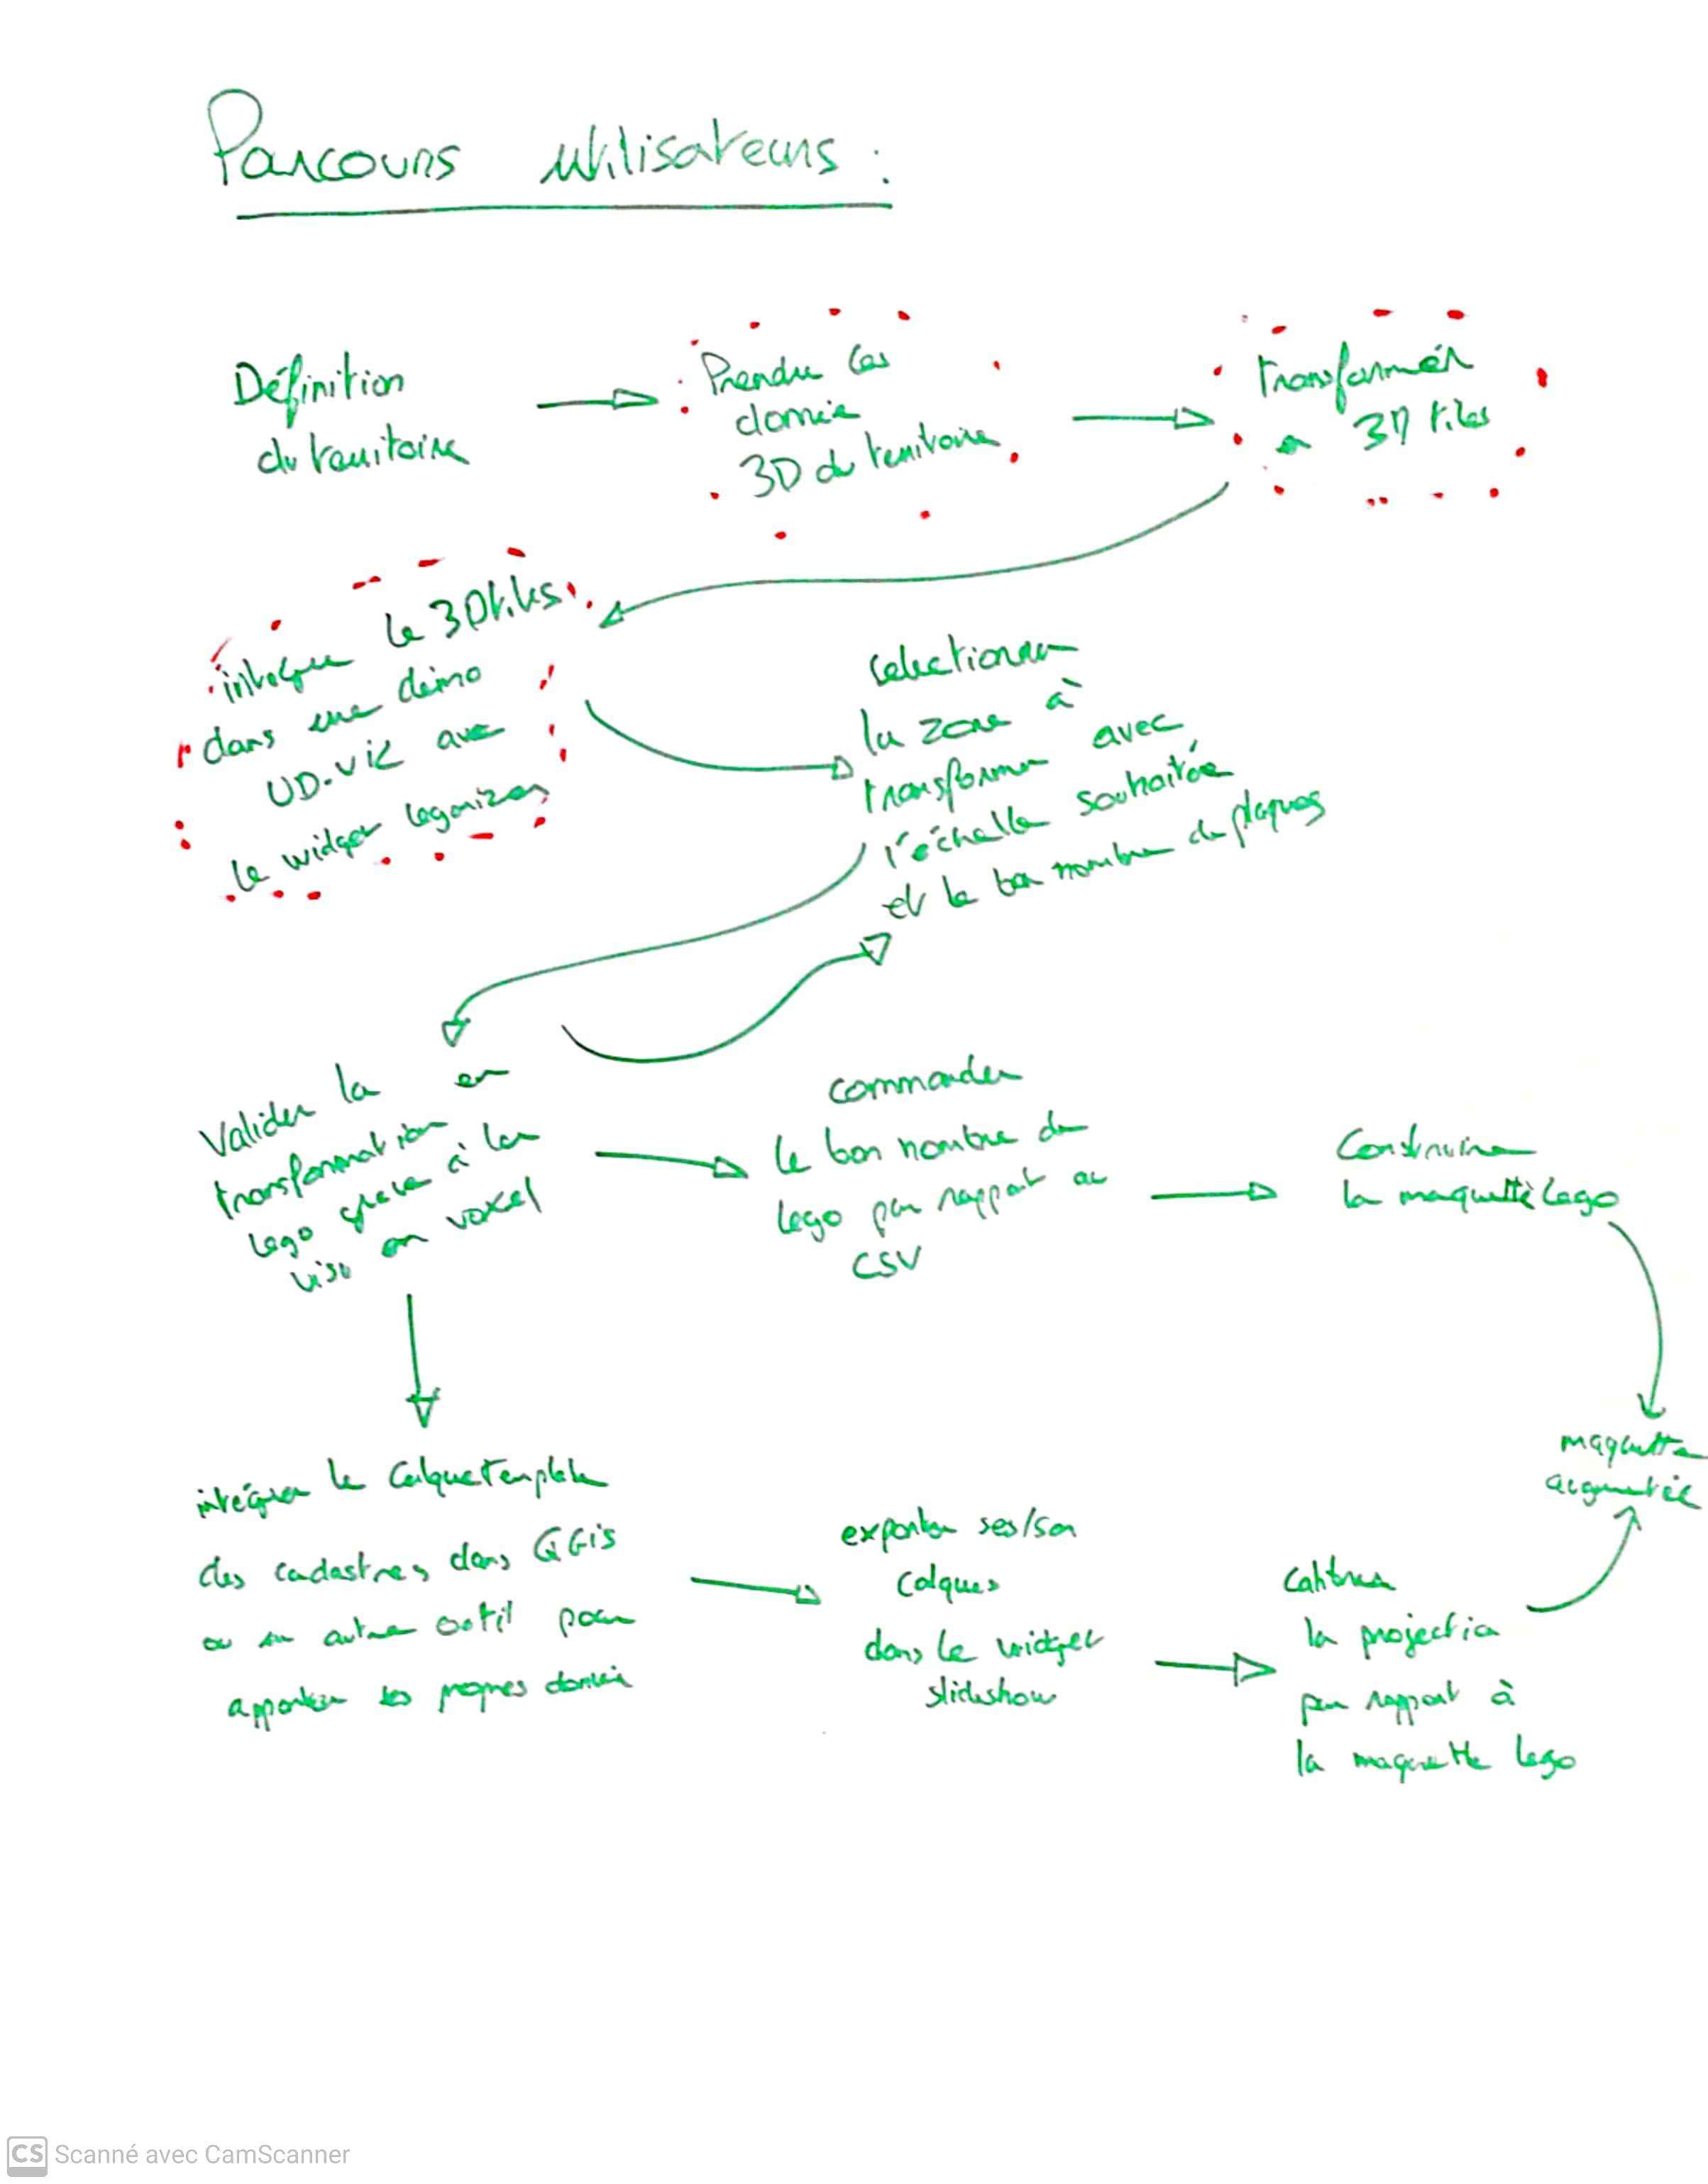 Parcours utilisateurs :
Définition
du territoire
Prendre les
donnée
3D du territoire
transformer
en 3D tiles
intégrer le 3Dtiles
dans une démo
UD-Viz avec
le widget legonizer
selectionner
la zone à
transformer avec
l'échelle souhaitée
et le bon nombre de plaques
Valider la en
transformation
lego grace à la
visu en voxel
commander
le bon nombre de
lego par rapport au
CSV
Construire
la maquette Lego
maquette
augmentée
intégrer le calque template
des cadastres dans QGis
ou un autre outil pour
apporter ses propres donnée
exporter ses/son
calques
dans le widget
slideshow
calibrer
la projection
par rapport à
la maquette lego
CS Scanné avec CamScanner